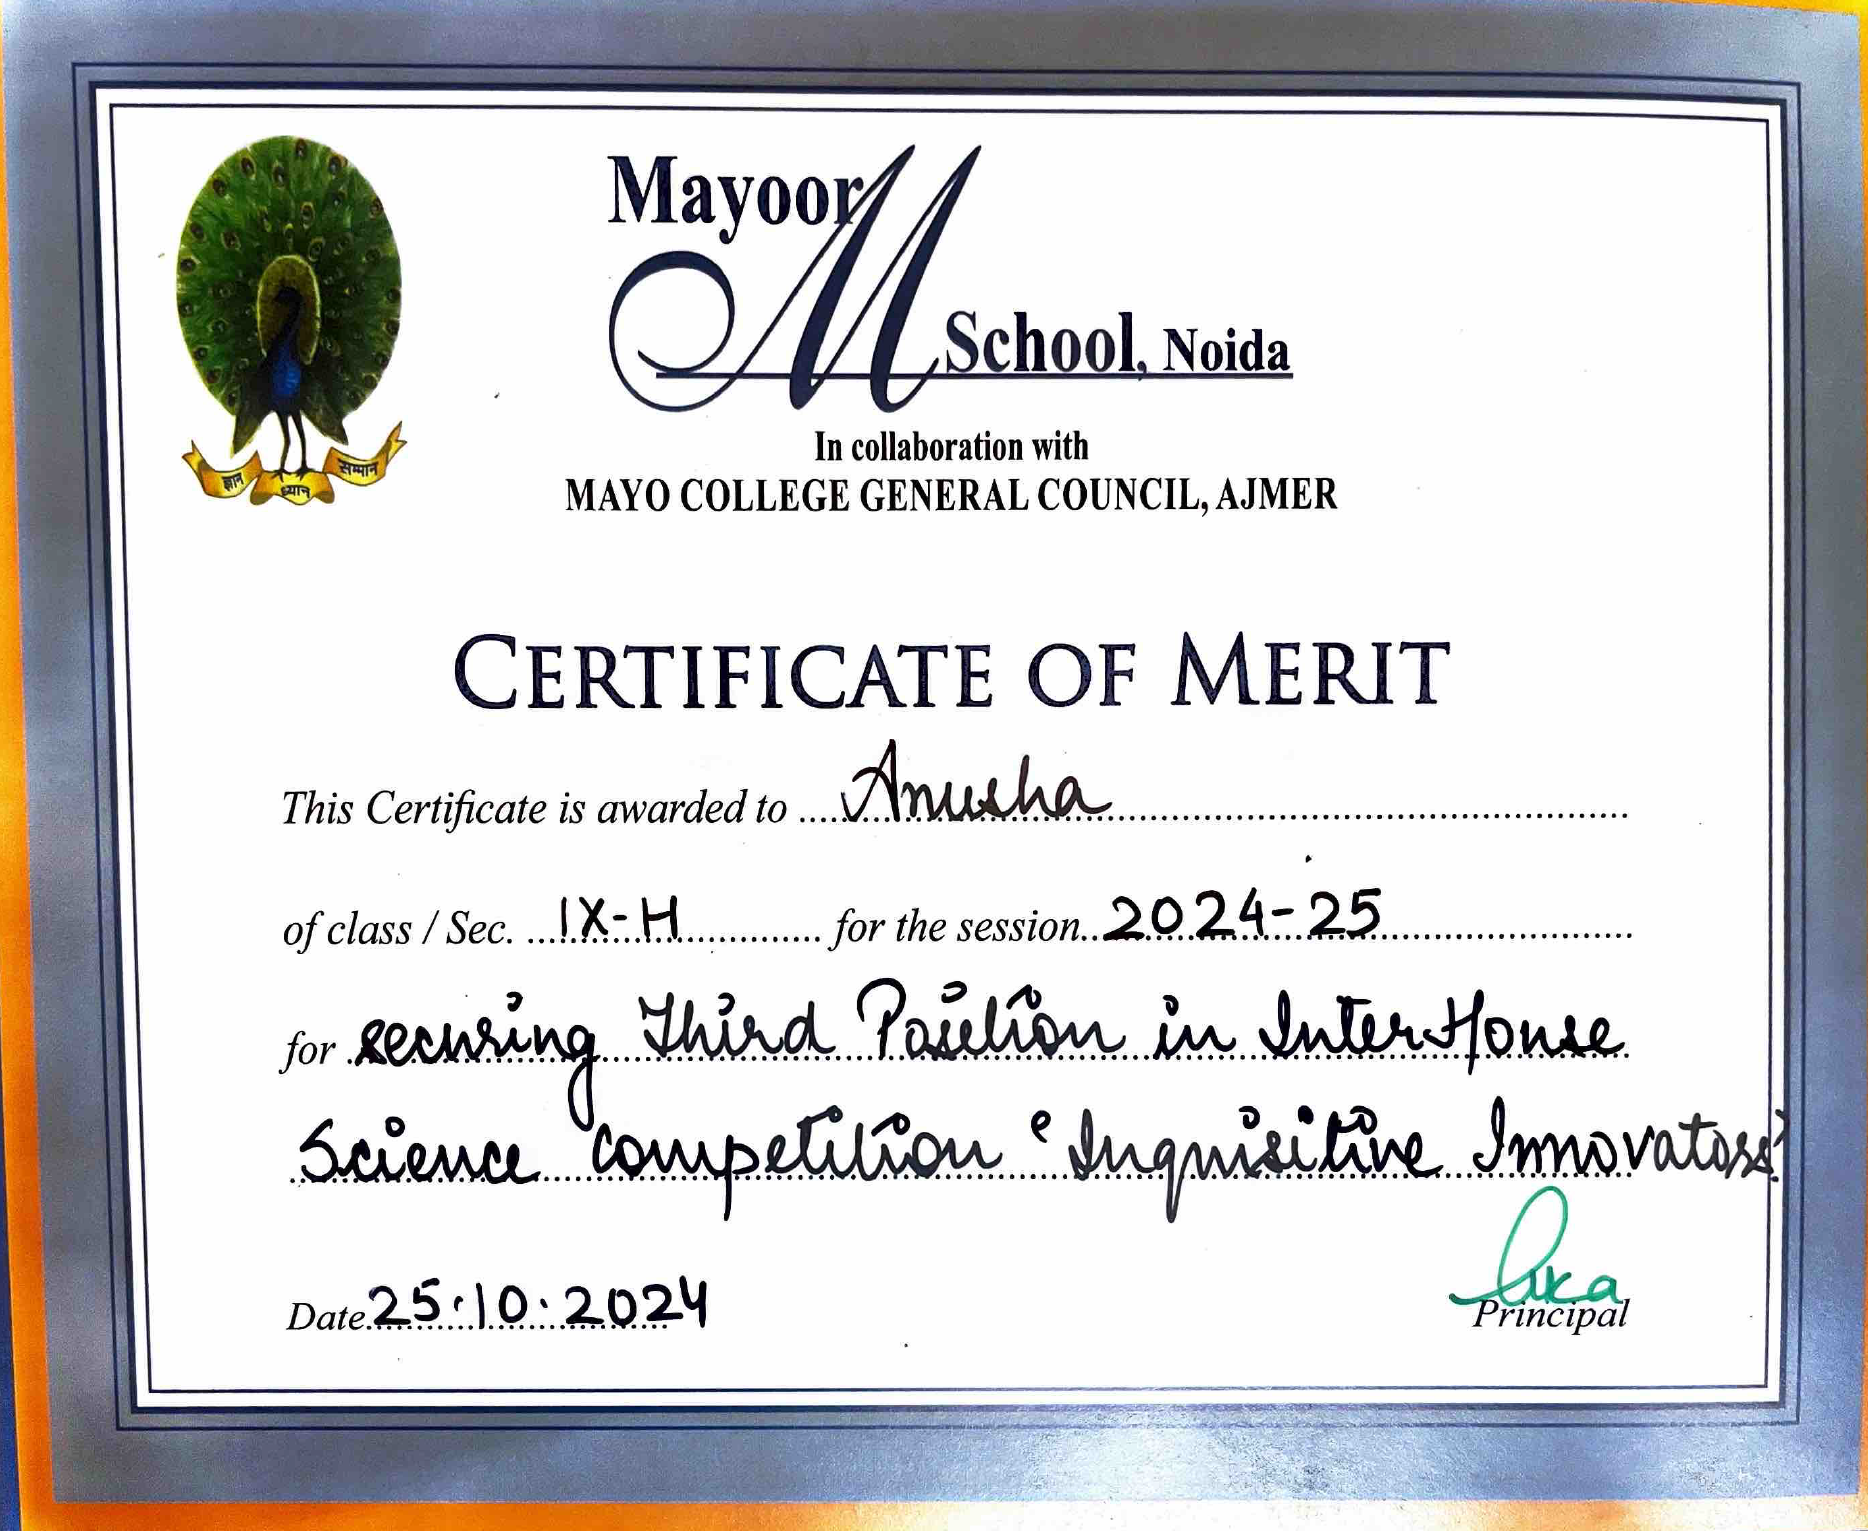 Mayoor
M
School, Noida
In collaboration with
MAYO COLLEGE GENERAL COUNCIL, AJMER
ज्ञान ध्यान सम्मान
CERTIFICATE OF MERIT
This Certificate is awarded to Anusha
of class / Sec. IX-H for the session 2024-25
for securing Third Position in InterHouse
Science competition ‘Inquisitive Innovators’
Date 25.10.2024
Principal